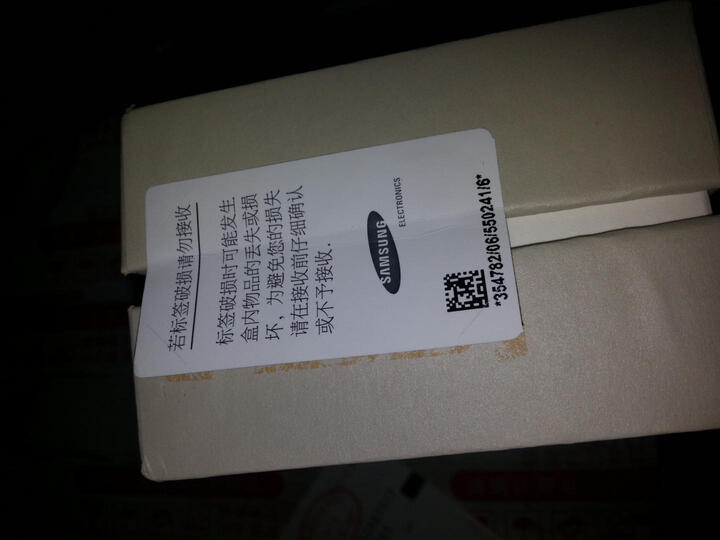 若标签破损请勿接收
标签破损时可能发生
盒内物品的丢失或损
坏，为避免您的损失
请在接收前仔细确认
或不予接收．
SAMSUNG
ELECTRONICS
*354782/06/550241/6*